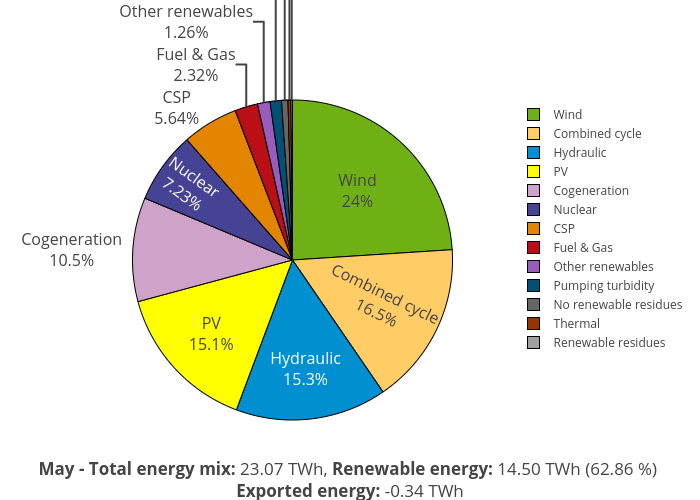 Other renewables
1.26%
Fuel & Gas
2.32%
CSP
5.64%
Nuclear
7.23%
Wind
24%
Cogeneration
10.5%
Combined cycle
16.5%
PV
15.1%
Hydraulic
15.3%
Wind
Combined cycle
Hydraulic
PV
Cogeneration
Nuclear
CSP
Fuel & Gas
Other renewables
Pumping turbidity
No renewable residues
Thermal
Renewable residues
May - Total energy mix: 23.07 TWh, Renewable energy: 14.50 TWh (62.86 %)
Exported energy: -0.34 TWh